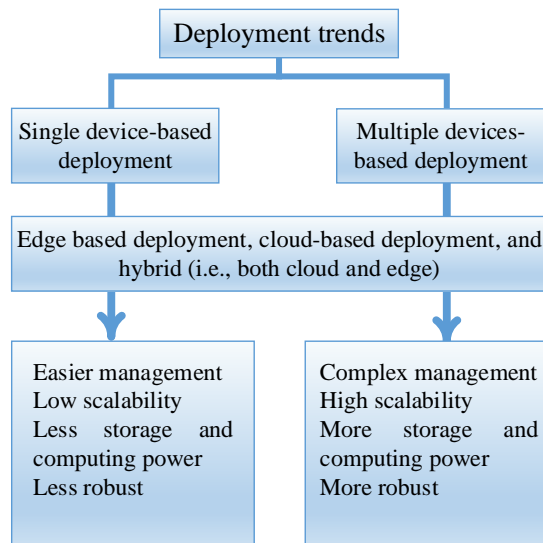 Deployment trends
Single device-based
deployment
Multiple devices-
based deployment
Edge based deployment, cloud-based deployment, and
hybrid (i.e., both cloud and edge)
Easier management
Low scalability
Less storage and
computing power
Less robust
Complex management
High scalability
More storage and
computing power
More robust